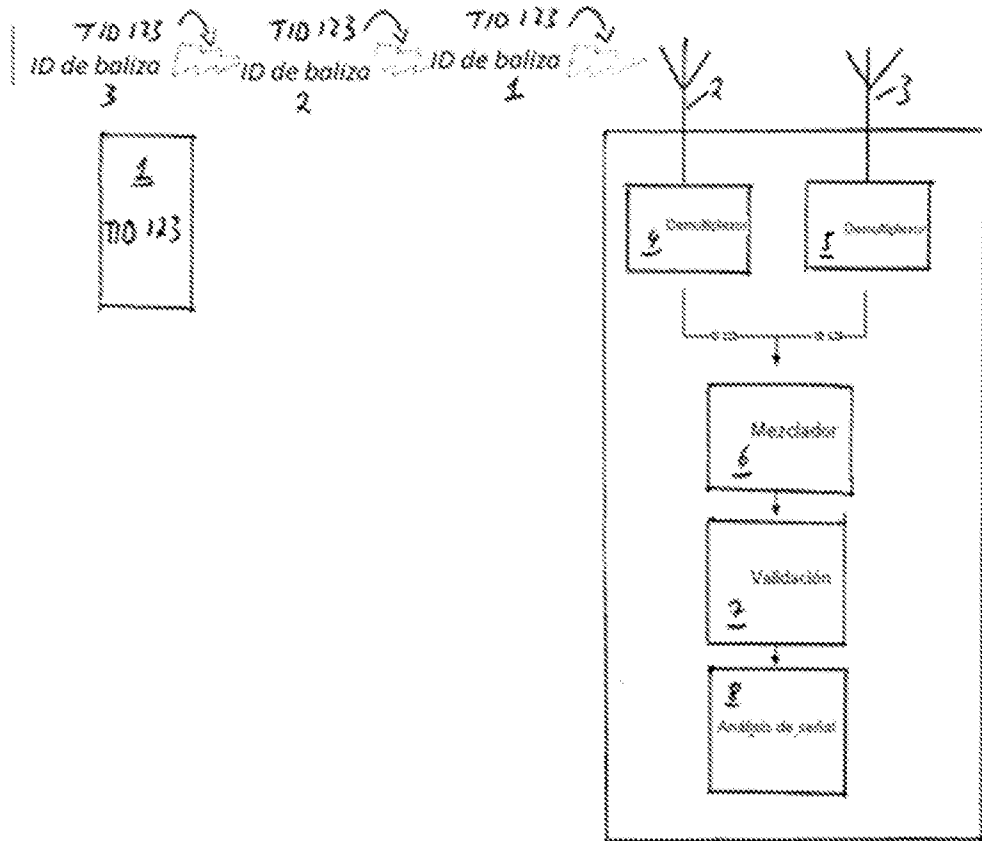 TID 123 TID 123 TID 123
ID de baliza ID de baliza ID de baliza
3 2 1
2 3
1
TID 123
4
5
Mezclador
6
Validación
7
8
Análisis de señal